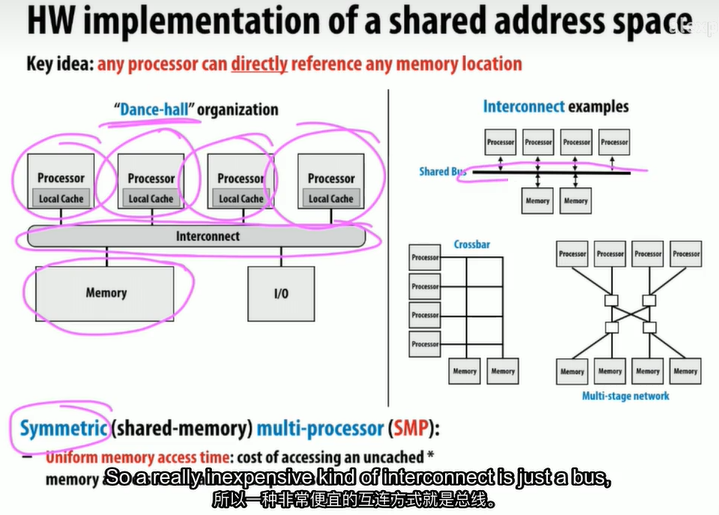 HW implementation of a shared address space
Key idea: any processor can directly reference any memory location
"Dance-hall" organization
Interconnect examples
Processor Processor Processor Processor
Local Cache Local Cache Local Cache Local Cache
Interconnect
Memory
I/O
Processor Processor Processor Processor
Shared Bus
Memory Memory
Crossbar
Processor
Processor
Processor
Processor
Memory Memory
Processor Processor Processor Processor
Memory Memory Memory Memory
Multi-stage network
Symmetric (shared-memory) multi-processor (SMP):
– Uniform memory access time: cost of accessing an uncached *
memory
So a really inexpensive kind of interconnect is just a bus,
所以一种非常便宜的互连方式就是总线。